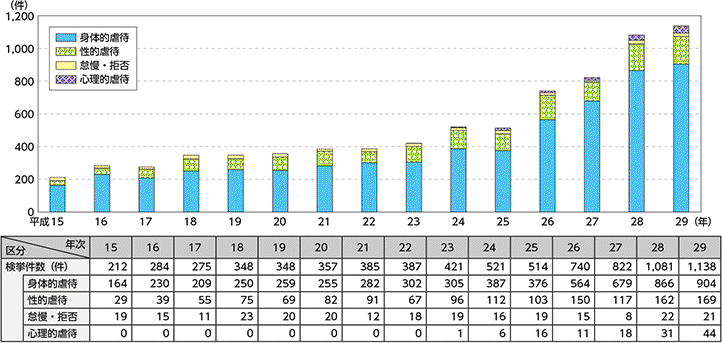 (件)
1,200
1,000
800
600
400
200
0
身体的虐待
性的虐待
怠慢・拒否
心理的虐待
平成15 16 17 18 19 20 21 22 23 24 25 26 27 28 29 (年)
区分 年次 15 16 17 18 19 20 21 22 23 24 25 26 27 28 29
検挙件数（件） 212 284 275 348 348 357 385 387 421 521 514 740 822 1,081 1,138
身体的虐待 164 230 209 250 259 255 282 302 305 387 376 564 679 866 904
性的虐待 29 39 55 75 69 82 91 67 96 112 103 150 117 162 169
怠慢・拒否 19 15 11 23 20 20 12 18 19 16 19 15 8 22 21
心理的虐待 0 0 0 0 0 0 0 0 1 6 16 11 18 31 44